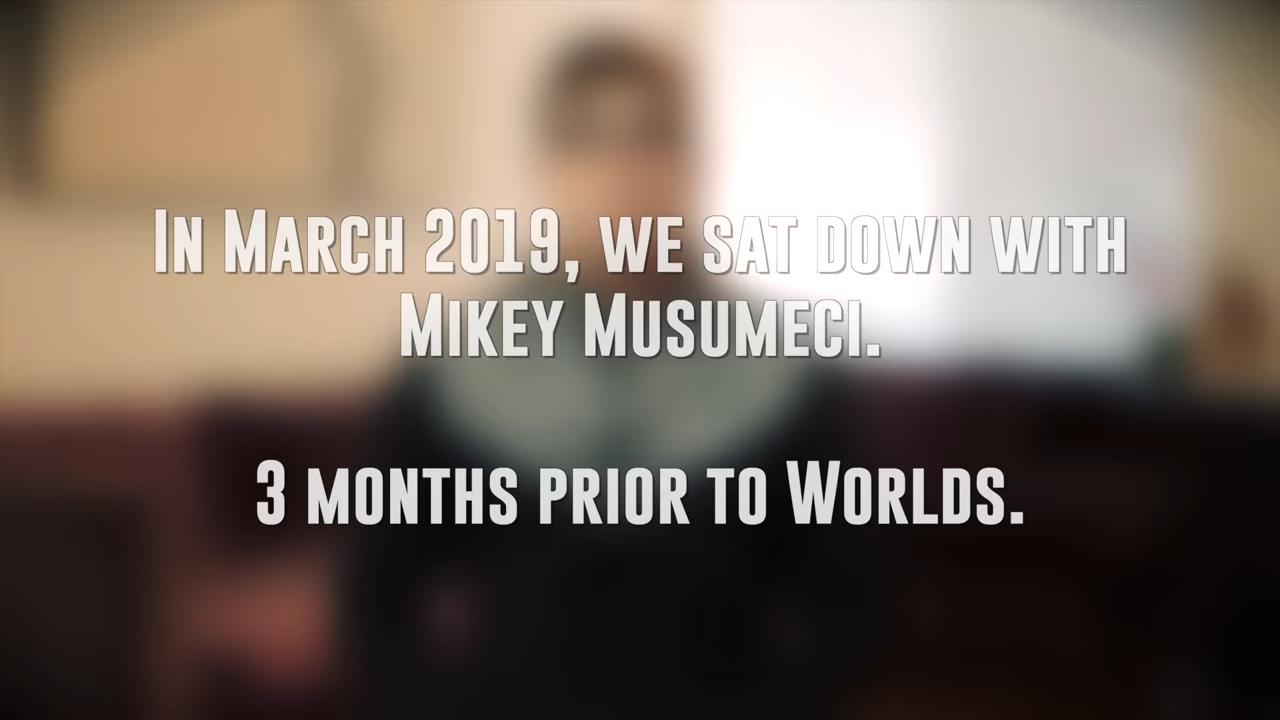 In March 2019, we sat down with
Mikey Musumeci.
3 months prior to Worlds.